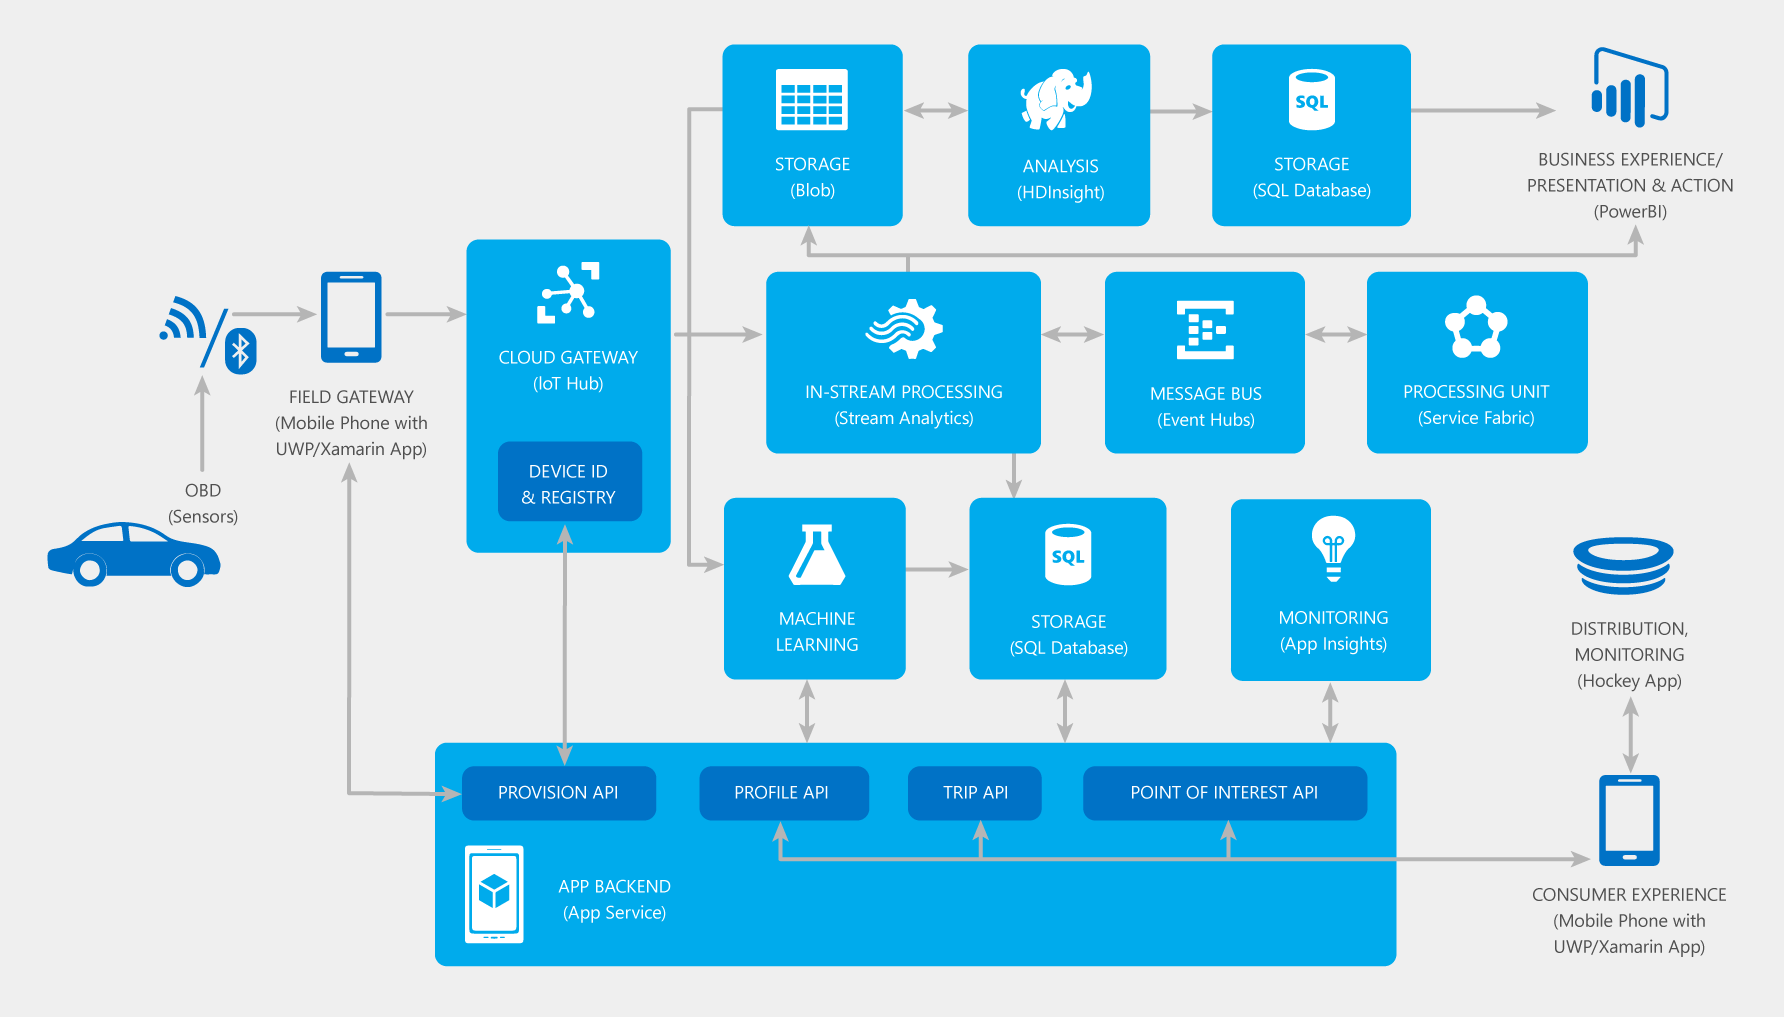 STORAGE
(Blob)
ANALYSIS
(HDInsight)
SQL
STORAGE
(SQL Database)
BUSINESS EXPERIENCE/
PRESENTATION & ACTION
(PowerBI)
CLOUD GATEWAY
(IoT Hub)
DEVICE ID
& REGISTRY
FIELD GATEWAY
(Mobile Phone with
UWP/Xamarin App)
OBD
(Sensors)
IN-STREAM PROCESSING
(Stream Analytics)
MESSAGE BUS
(Event Hubs)
PROCESSING UNIT
(Service Fabric)
MACHINE
LEARNING
SQL
STORAGE
(SQL Database)
MONITORING
(App Insights)
DISTRIBUTION,
MONITORING
(Hockey App)
PROVISION API
PROFILE API
TRIP API
POINT OF INTEREST API
APP BACKEND
(App Service)
CONSUMER EXPERIENCE
(Mobile Phone with
UWP/Xamarin App)